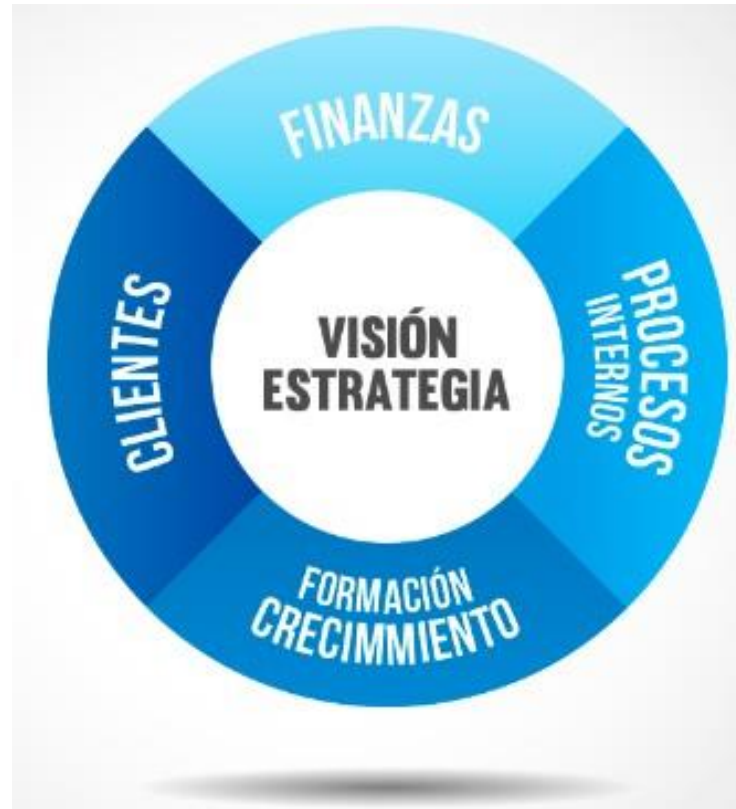 FINANZAS
CLIENTES
VISIÓN
ESTRATEGIA
PROCESOS
INTERNOS
FORMACIÓN
CRECIMMIENTO